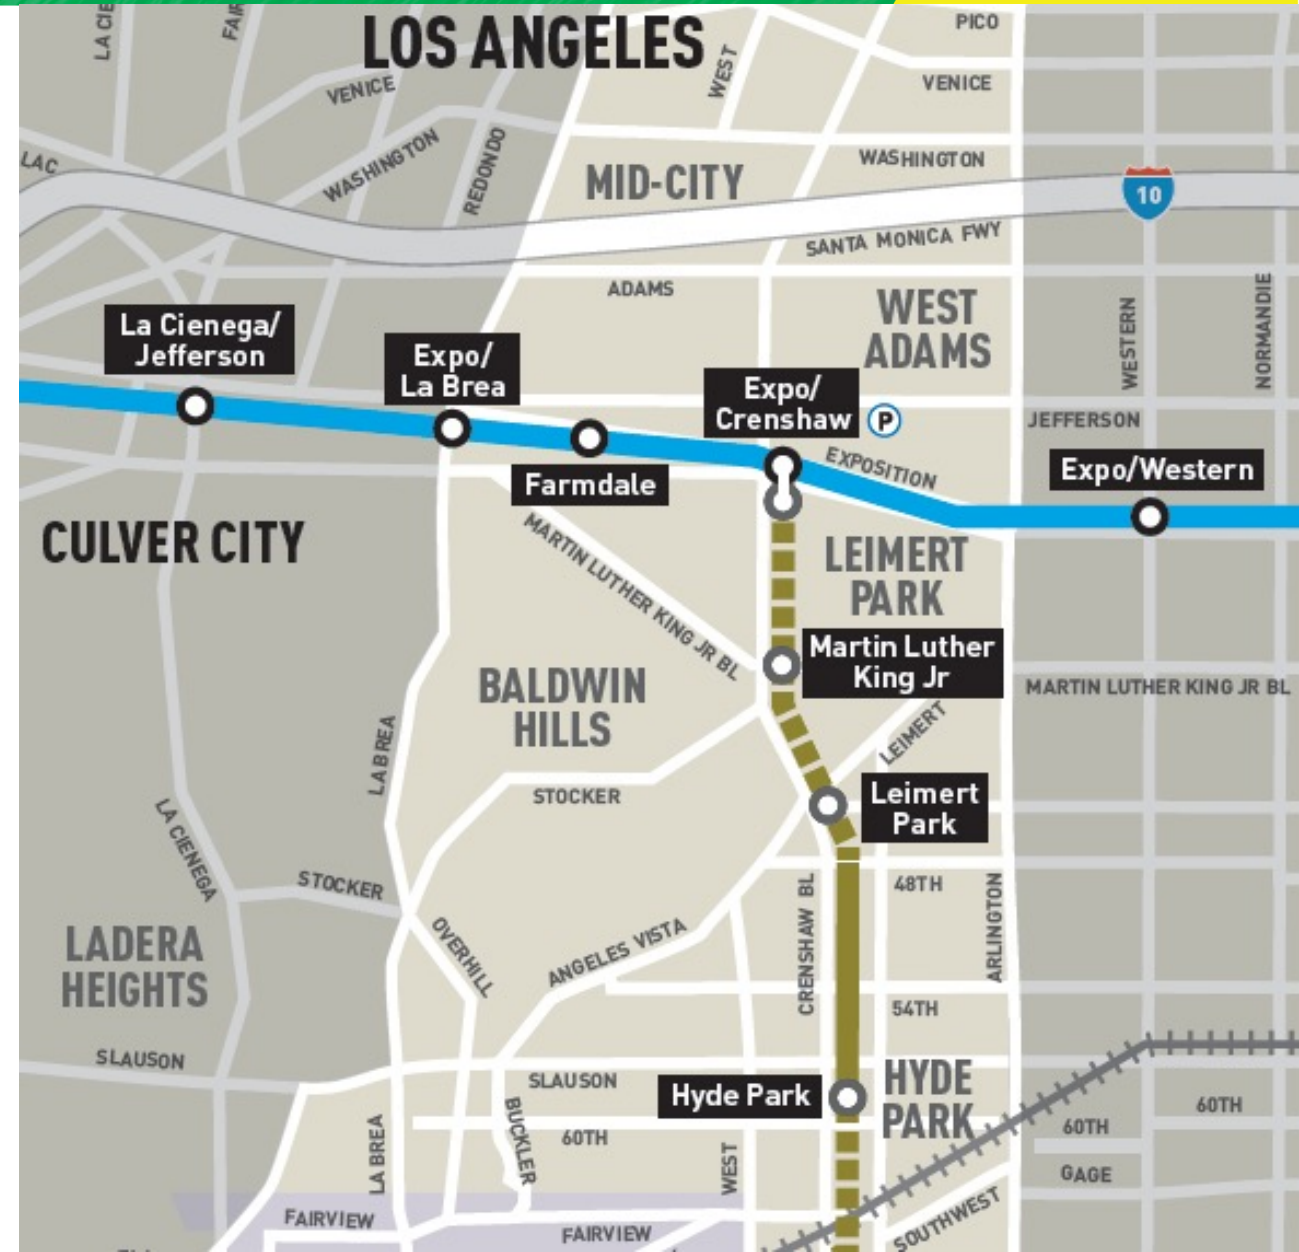 LA CIE
FAIR
LOS ANGELES
WEST
PICO
VENICE
VENICE
WASHINGTON
REDONDO
WASHINGTON
LAC
MID-CITY
10
SANTA MONICA FWY
ADAMS
WEST
ADAMS
WESTERN
NORMANDIE
La Cienega/
Jefferson
Expo/
La Brea
Expo/
Crenshaw
P
JEFFERSON
EXPOSITION
Expo/Western
Farmdale
CULVER CITY
MARTIN LUTHER KING JR BL
LEIMERT
PARK
Martin Luther
King Jr
MARTIN LUTHER KING JR BL
BALDWIN
HILLS
LA BREA
LEIMERT
STOCKER
Leimert
Park
LA CIENEGA
STOCKER
48TH
CRENSHAW BL
ARLINGTON
OVERHILL
ANGELES VISTA
LADERA
HEIGHTS
54TH
SLAUSON
SLAUSON
Hyde Park
HYDE
PARK
BUCKLER
60TH
60TH
60TH
LA BREA
WEST
GAGE
FAIRVIEW
FAIRVIEW
SOUTHWEST